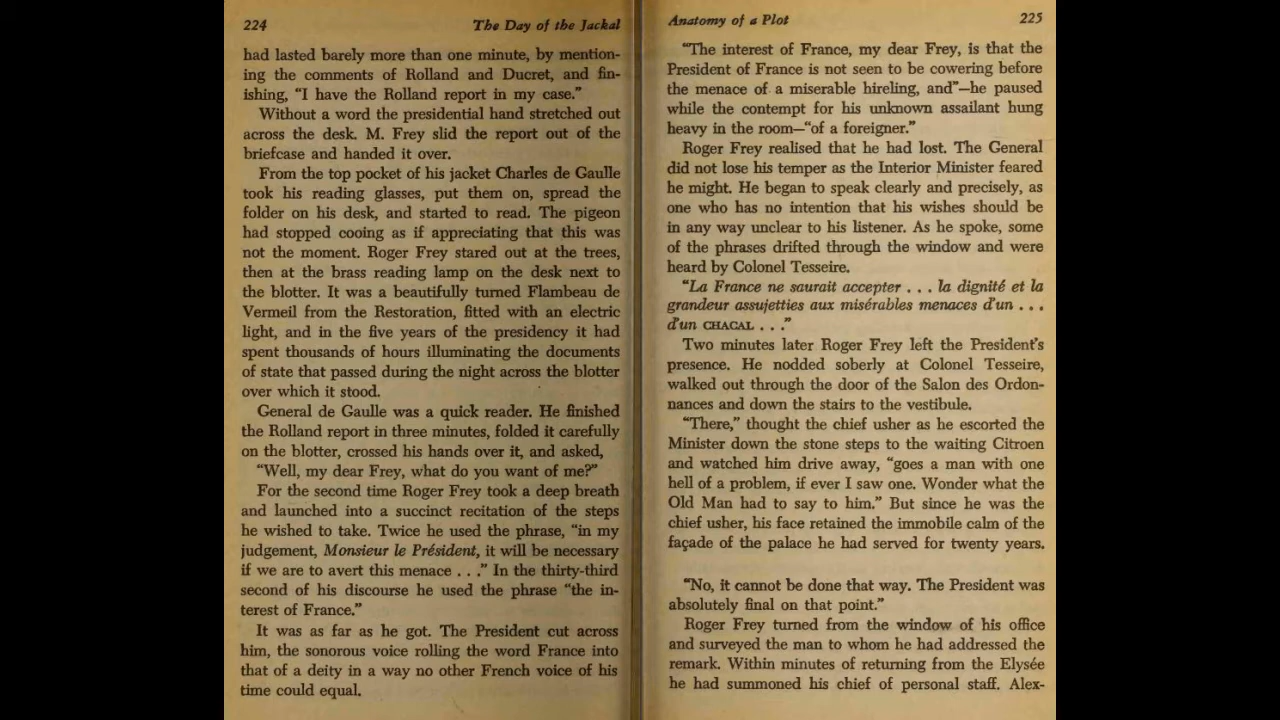 224
The Day of the Jackal
had lasted barely more than one minute, by mention-
ing the comments of Rolland and Ducret, and fin-
ishing, “I have the Rolland report in my case.”
Without a word the presidential hand stretched out
across the desk. M. Frey slid the report out of the
briefcase and handed it over.
From the top pocket of his jacket Charles de Gaulle
took his reading glasses, put them on, spread the
folder on his desk, and started to read. The pigeon
had stopped cooing as if appreciating that this was
not the moment. Roger Frey stared out at the trees,
then at the brass reading lamp on the desk next to
the blotter. It was a beautifully turned Flambeau de
Vermeil from the Restoration, fitted with an electric
light, and in the five years of the presidency it had
spent thousands of hours illuminating the documents
of state that passed during the night across the blotter
over which it stood.
General de Gaulle was a quick reader. He finished
the Rolland report in three minutes, folded it carefully
on the blotter, crossed his hands over it, and asked,
“Well, my dear Frey, what do you want of me?”
For the second time Roger Frey took a deep breath
and launched into a succinct recitation of the steps
he wished to take. Twice he used the phrase, “in my
judgement, Monsieur le Président, it will be necessary
if we are to avert this menace . . .” In the thirty-third
second of his discourse he used the phrase “the in-
terest of France.”
It was as far as he got. The President cut across
him, the sonorous voice rolling the word France into
that of a deity in a way no other French voice of his
time could equal.
Anatomy of a Plot
225
“The interest of France, my dear Frey, is that the
President of France is not seen to be cowering before
the menace of a miserable hireling, and”—he paused
while the contempt for his unknown assailant hung
heavy in the room—“of a foreigner.”
Roger Frey realised that he had lost. The General
did not lose his temper as the Interior Minister feared
he might. He began to speak clearly and precisely, as
one who has no intention that his wishes should be
in any way unclear to his listener. As he spoke, some
of the phrases drifted through the window and were
heard by Colonel Tesseire.
“La France ne saurait accepter . . . la dignité et la
grandeur assujetties aux misérables menaces d'un . . .
d'un CHACAL . . .”
Two minutes later Roger Frey left the President's
presence. He nodded soberly at Colonel Tesseire,
walked out through the door of the Salon des Ordon-
nances and down the stairs to the vestibule.
“There,” thought the chief usher as he escorted the
Minister down the stone steps to the waiting Citroen
and watched him drive away, “goes a man with one
hell of a problem, if ever I saw one. Wonder what the
Old Man had to say to him.” But since he was the
chief usher, his face retained the immobile calm of the
façade of the palace he had served for twenty years.
“No, it cannot be done that way. The President was
absolutely final on that point.”
Roger Frey turned from the window of his office
and surveyed the man to whom he had addressed the
remark. Within minutes of returning from the Elysée
he had summoned his chief of personal staff. Alex-